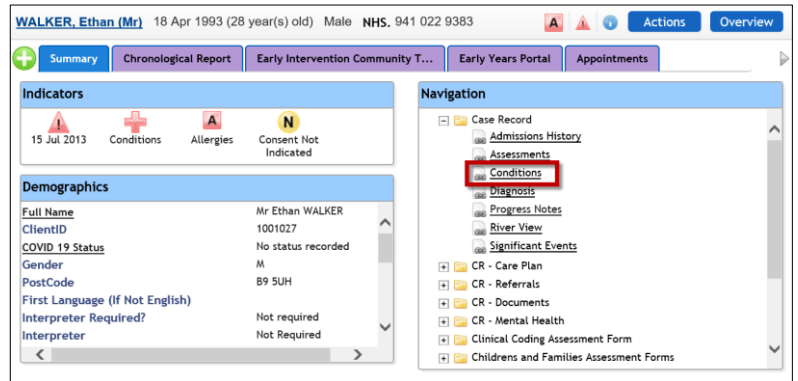 WALKER, Ethan (Mr) 18 Apr 1993 (28 year(s) old) Male NHS. 941 022 9383 A Actions Overview
Summary Chronological Report Early Intervention Community T... Early Years Portal Appointments
Indicators
15 Jul 2013 Conditions A Allergies N Consent Not Indicated
Demographics
Full Name Mr Ethan WALKER
ClientID 1001027
COVID 19 Status No status recorded
Gender M
PostCode B9 5UH
First Language (If Not English)
Interpreter Required? Not required
Interpreter Not Required
Navigation
Case Record
Admissions History
Assessments
Conditions
Diagnosis
Progress Notes
River View
Significant Events
CR - Care Plan
CR - Referrals
CR - Documents
CR - Mental Health
Clinical Coding Assessment Form
Childrens and Families Assessment Forms